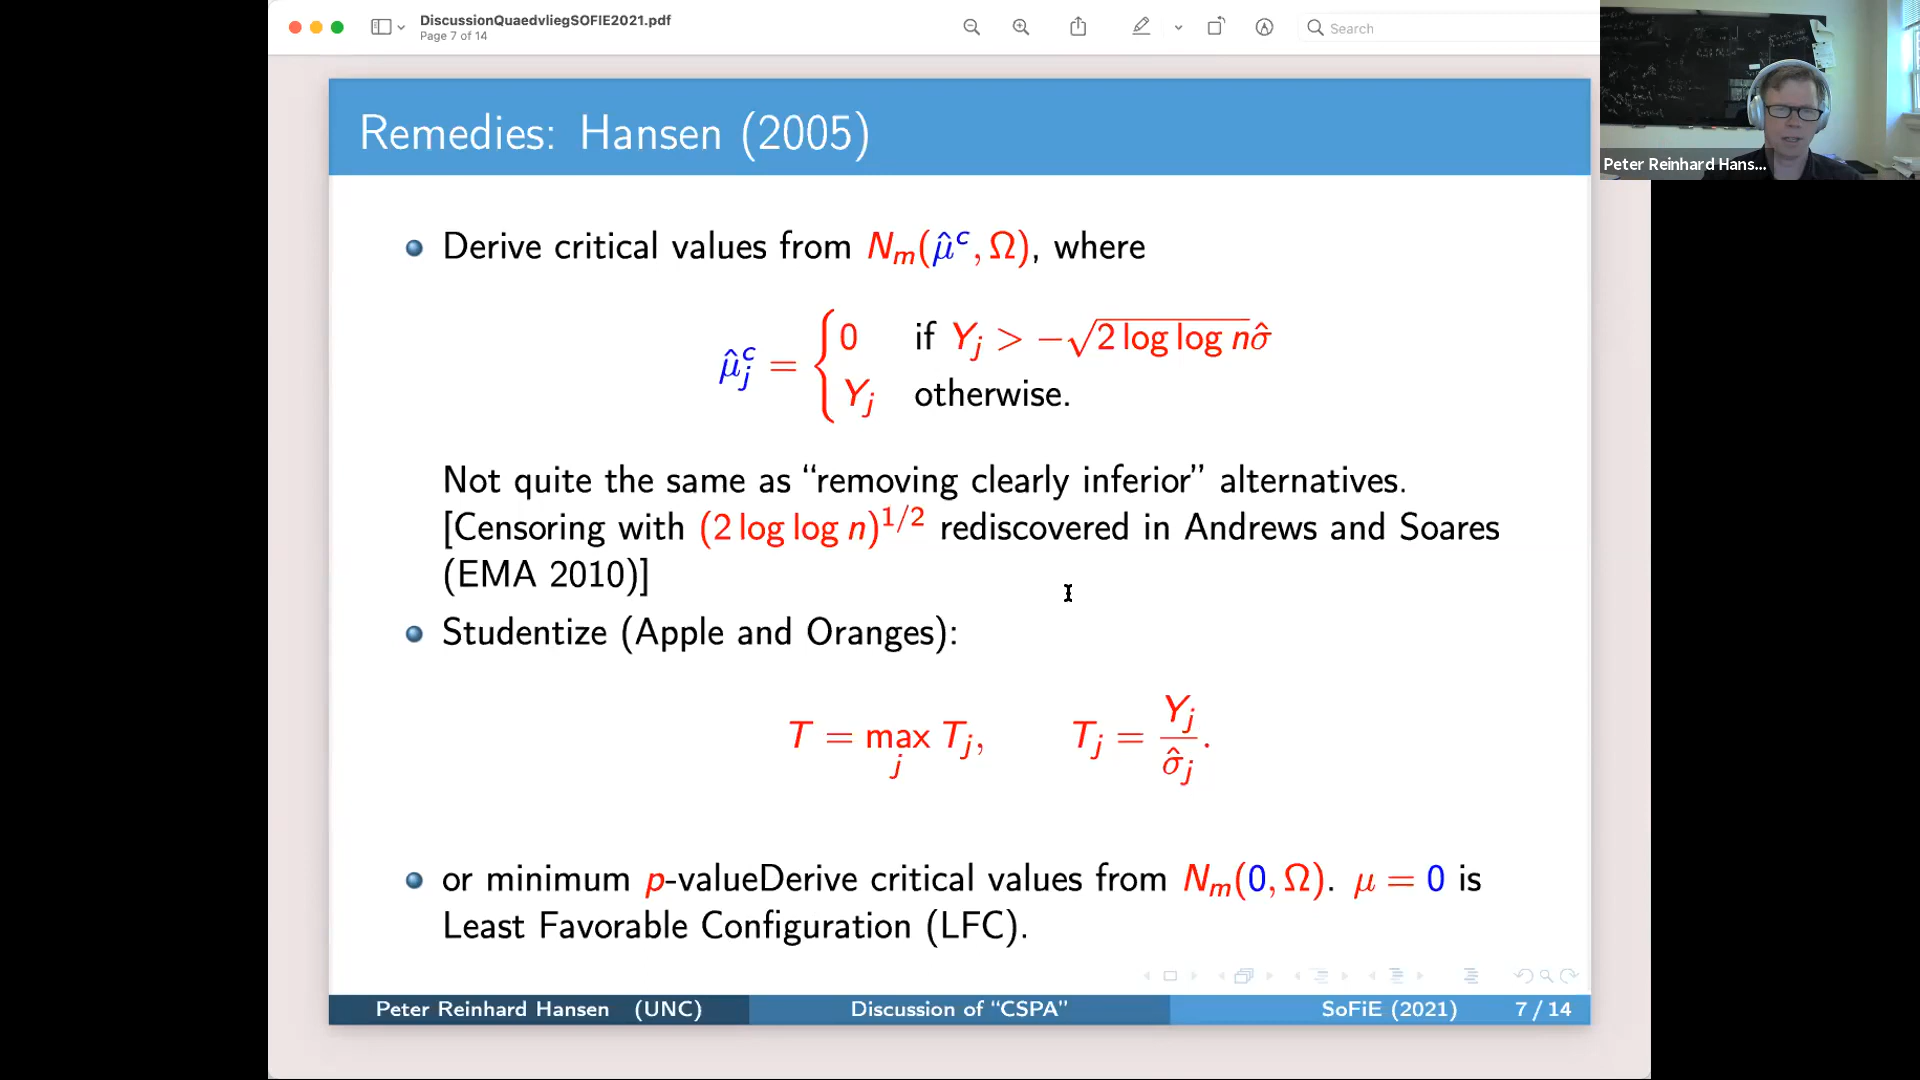 DiscussionQuaedvliegSOFIE2021.pdf
Page 7 of 14
Search
Peter Reinhard Hans...
Remedies: Hansen (2005)
Derive critical values from N_m(μ̂^c, Ω), where
μ̂_j^c = { 0 if Y_j > −√(2 log log n)σ̂
Y_j otherwise.
Not quite the same as “removing clearly inferior” alternatives.
[Censoring with (2 log log n)^{1/2} rediscovered in Andrews and Soares
(EMA 2010)]
Studentize (Apple and Oranges):
T = max_j T_j, T_j = Y_j / σ̂_j.
or minimum p-valueDerive critical values from N_m(0, Ω). μ = 0 is
Least Favorable Configuration (LFC).
Peter Reinhard Hansen (UNC) Discussion of “CSPA” SoFiE (2021) 7 / 14